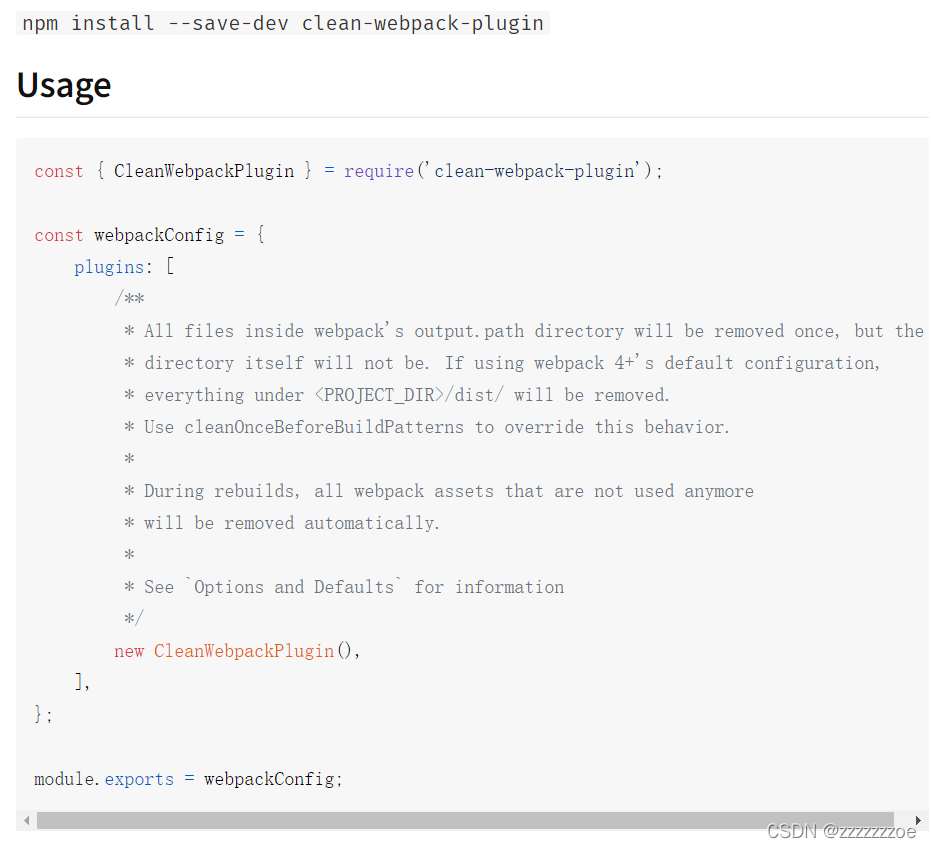 npm install --save-dev clean-webpack-plugin
Usage
const { CleanWebpackPlugin } = require('clean-webpack-plugin');
const webpackConfig = {
    plugins: [
        /**
         * All files inside webpack's output.path directory will be removed once, but the
         * directory itself will not be. If using webpack 4+'s default configuration,
         * everything under <PROJECT_DIR>/dist/ will be removed.
         * Use cleanOnceBeforeBuildPatterns to override this behavior.
         *
         * During rebuilds, all webpack assets that are not used anymore
         * will be removed automatically.
         *
         * See `Options and Defaults` for information
         */
        new CleanWebpackPlugin(),
    ],
};
module.exports = webpackConfig;
CSDN @zzzzzzzoe